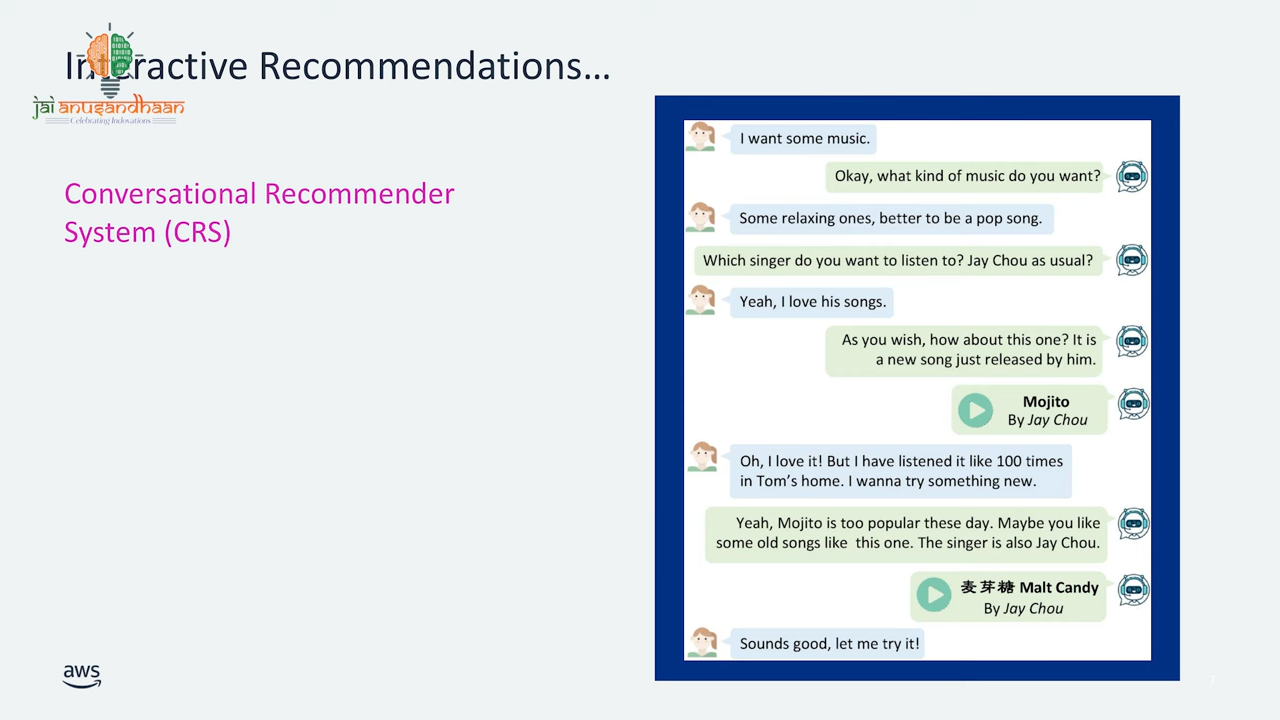 Interactive Recommendations...
jai anusandhaan
Celebrating Indovations
Conversational Recommender
System (CRS)
I want some music.
Okay, what kind of music do you want?
Some relaxing ones, better to be a pop song.
Which singer do you want to listen to? Jay Chou as usual?
Yeah, I love his songs.
As you wish, how about this one? It is
a new song just released by him.
Mojito
By Jay Chou
Oh, I love it! But I have listened it like 100 times
in Tom's home. I wanna try something new.
Yeah, Mojito is too popular these day. Maybe you like
some old songs like this one. The singer is also Jay Chou.
麦芽糖 Malt Candy
By Jay Chou
Sounds good, let me try it!
aws
7